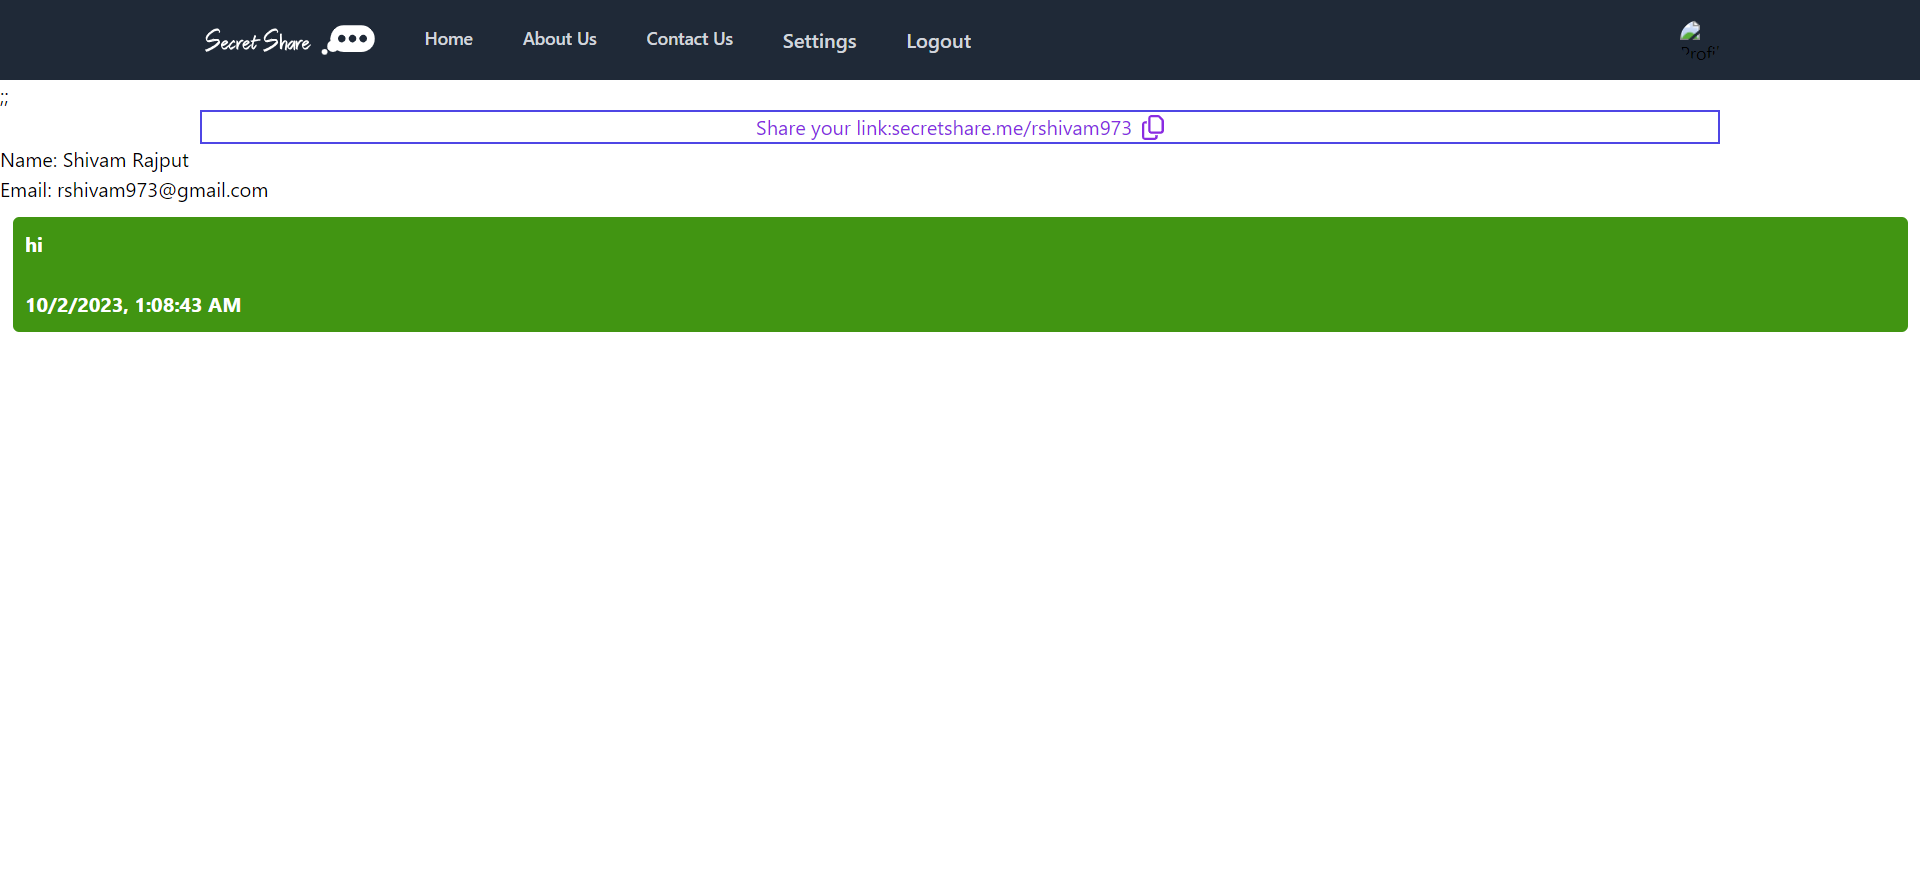 Secret Share
Home
About Us
Contact Us
Settings
Logout
;;
Share your link:secretshare.me/rshivam973
Name: Shivam Rajput
Email: rshivam973@gmail.com
hi
10/2/2023, 1:08:43 AM